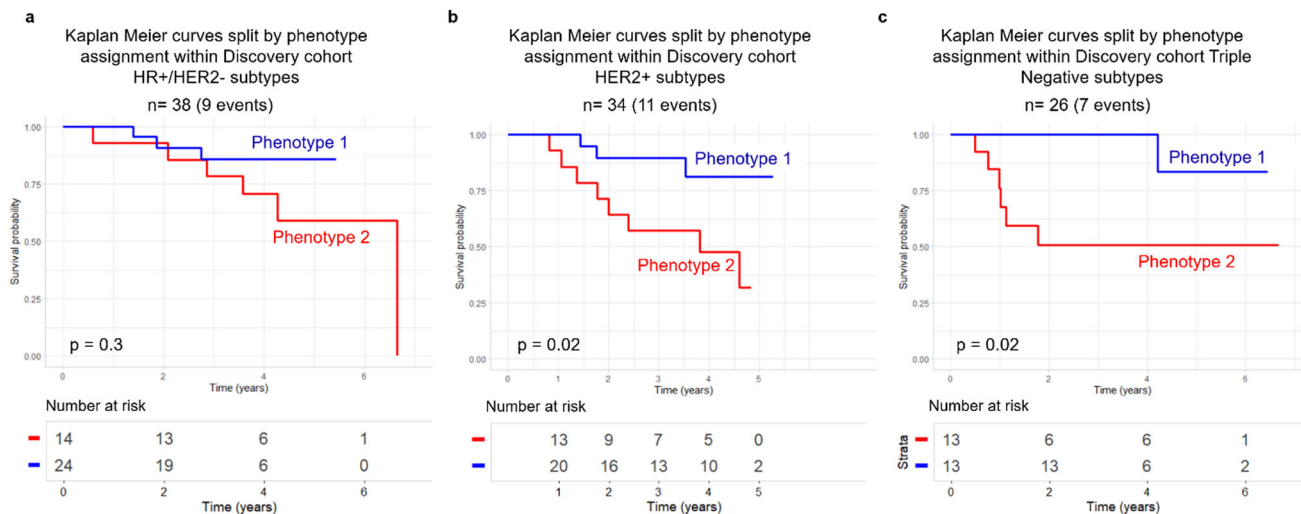 a
Kaplan Meier curves split by phenotype
assignment within Discovery cohort
HR+/HER2- subtypes
n= 38 (9 events)
1.00
0.75
0.50
0.25
0.00
Survival probability
Phenotype 1
Phenotype 2
p = 0.3
0 2 4 6
Time (years)
Number at risk
14 13 6 1
24 19 6 0
0 2 4 6
Time (years)
b
Kaplan Meier curves split by phenotype
assignment within Discovery cohort
HER2+ subtypes
n= 34 (11 events)
1.00
0.75
0.50
0.25
0.00
Survival probability
Phenotype 1
Phenotype 2
p = 0.02
0 1 2 3 4 5
Time (years)
Number at risk
13 9 7 5 0
20 16 13 10 2
1 2 3 4 5
Time (years)
c
Kaplan Meier curves split by phenotype
assignment within Discovery cohort Triple
Negative subtypes
n= 26 (7 events)
1.00
0.75
0.50
0.25
0.00
Survival probability
Phenotype 1
Phenotype 2
p = 0.02
0 2 4 6
Time (years)
Number at risk
Strata
13 6 6 1
13 13 6 2
0 2 4 6
Time (years)